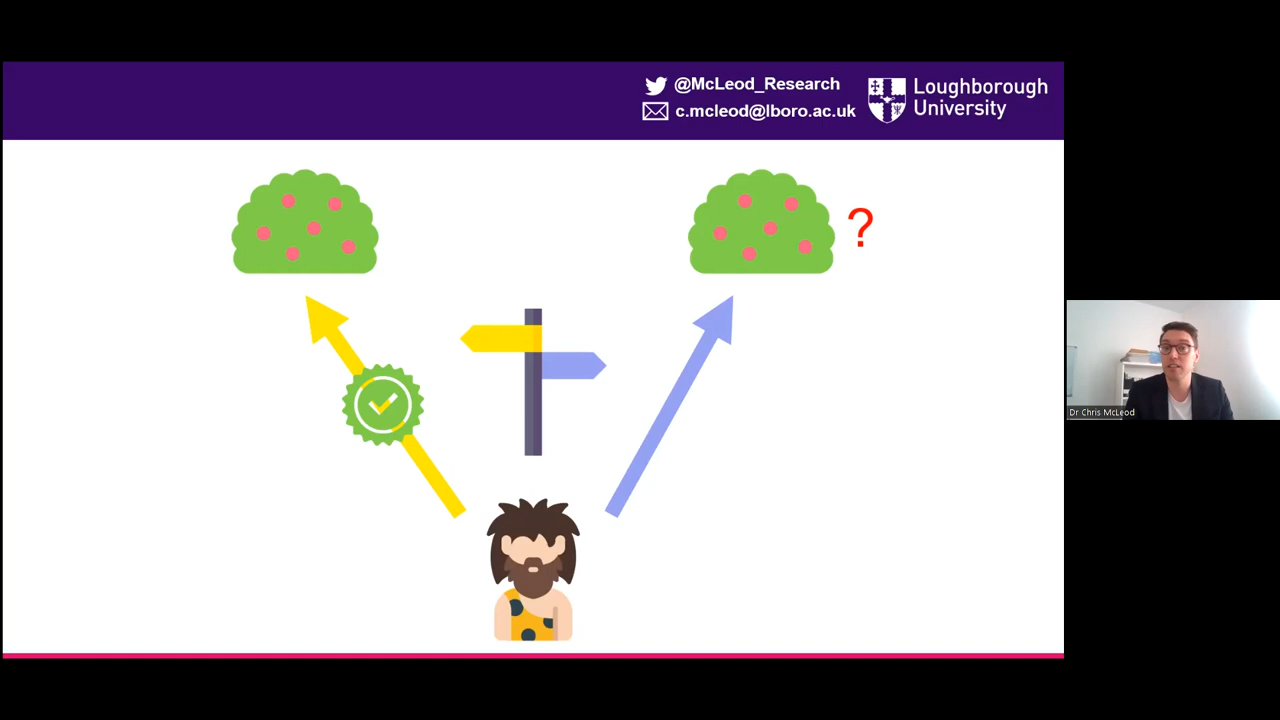 @McLeod_Research
c.mcleod@lboro.ac.uk
Loughborough
University
?
Dr Chris McLeod